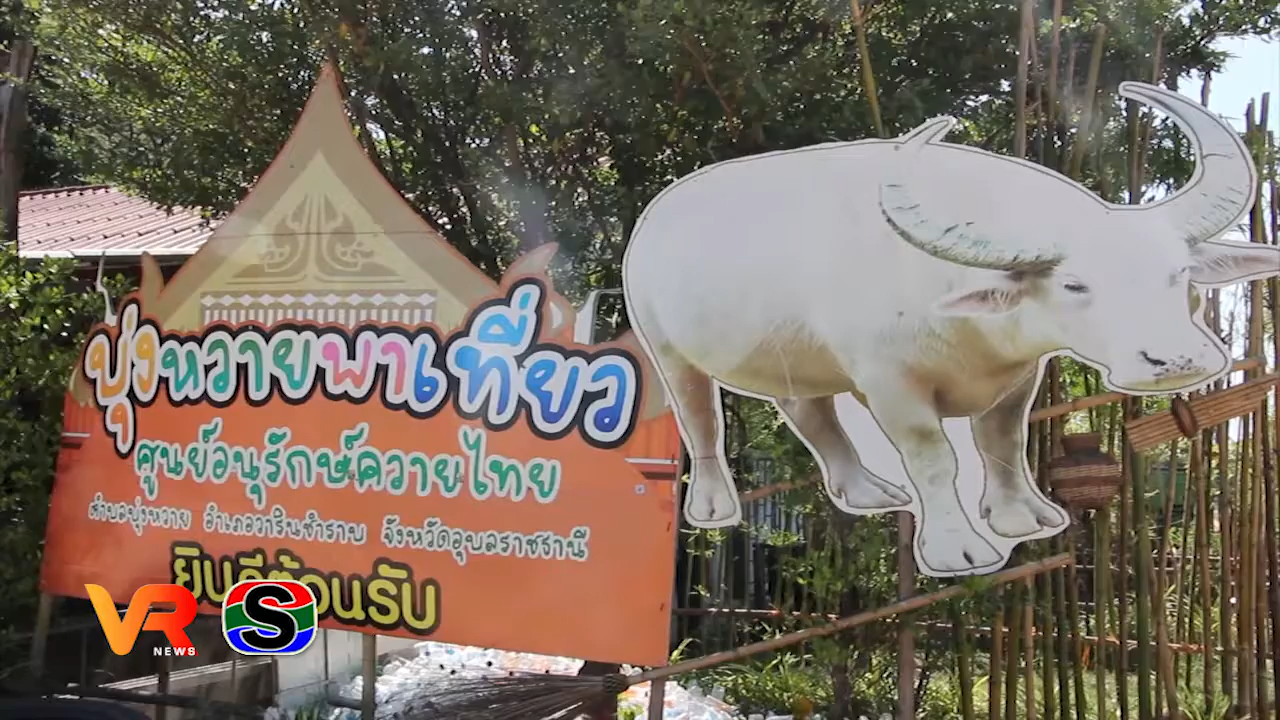 บุ่งหวายพาเที่ยว
ศูนย์อนุรักษ์ควายไทย
ตำบลบุ่งหวาย อำเภอวารินชำราบ จังหวัดอุบลราชธานี
ยินดีต้อนรับ
VR NEWS
S